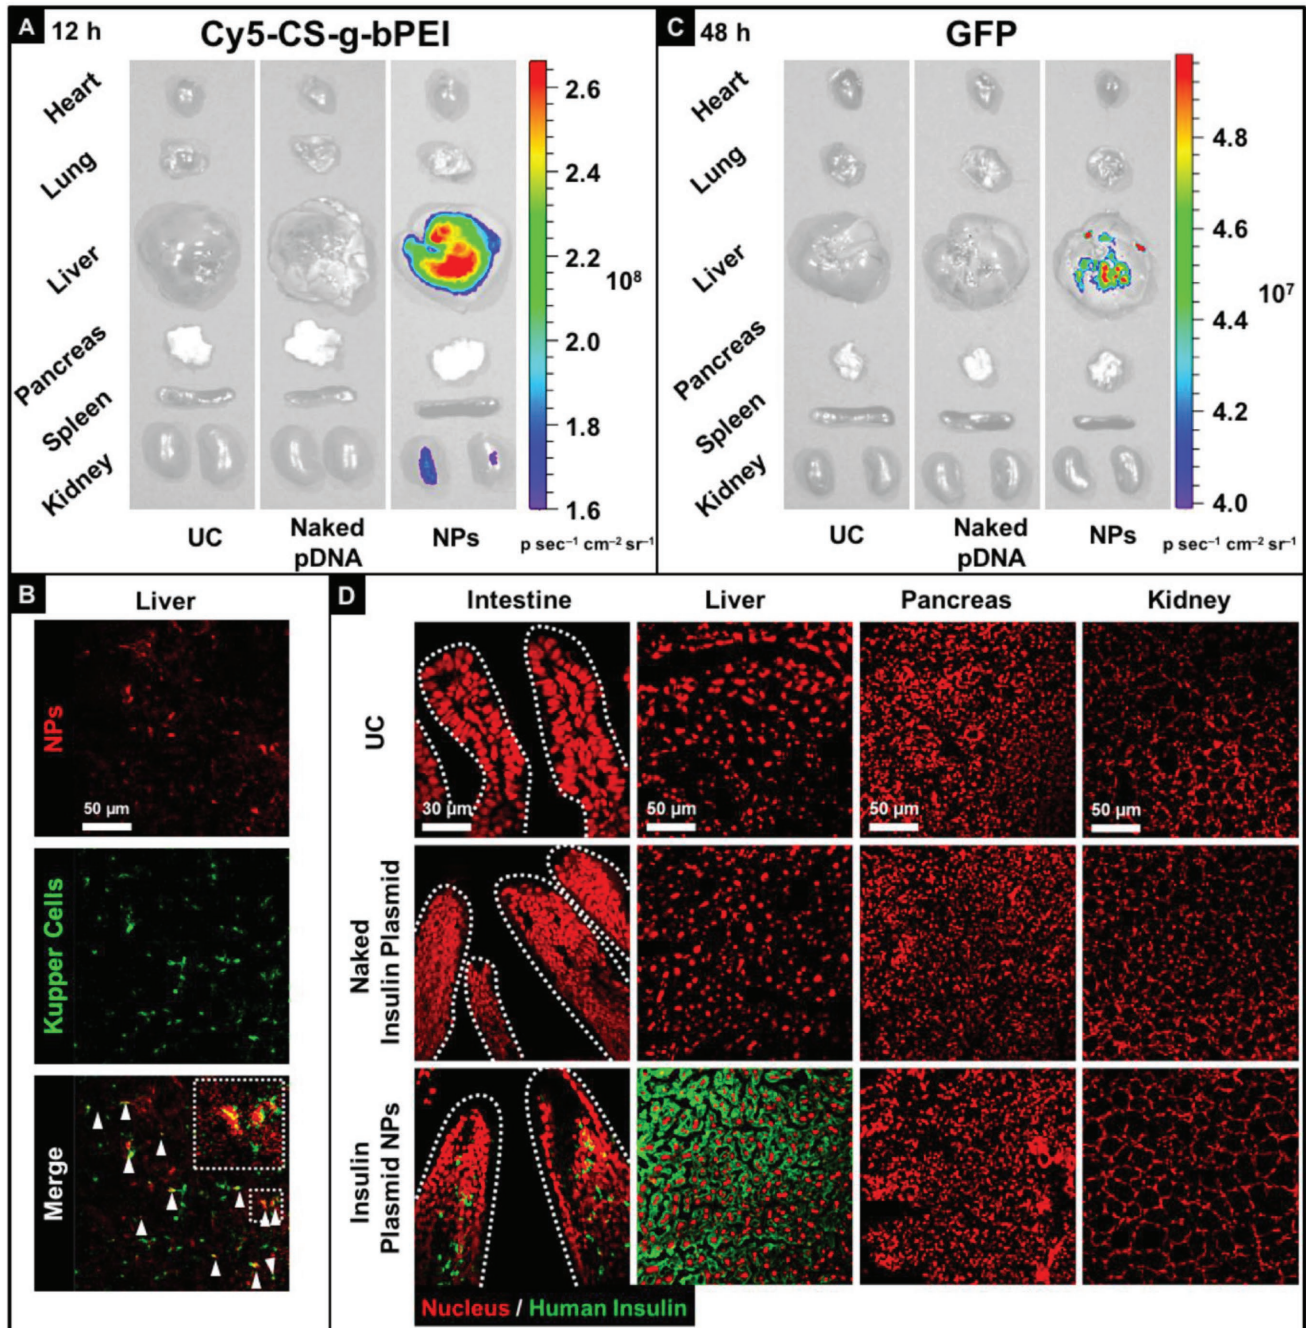 A 12 h Cy5-CS-g-bPEI
Heart
Lung
Liver
Pancreas
Spleen
Kidney
UC
Naked
pDNA
NPs
2.6
2.4
2.2
10⁸
2.0
1.8
1.6
p sec⁻¹ cm⁻² sr⁻¹
C 48 h GFP
Heart
Lung
Liver
Pancreas
Spleen
Kidney
UC
Naked
pDNA
NPs
4.8
4.6
10⁷
4.4
4.2
4.0
p sec⁻¹ cm⁻² sr⁻¹
B
Liver
NPs
50 µm
Kupper Cells
Merge
D
Intestine Liver Pancreas Kidney
UC
30 µm 50 µm 50 µm 50 µm
Naked
Insulin Plasmid
Insulin
Plasmid NPs
Nucleus / Human Insulin